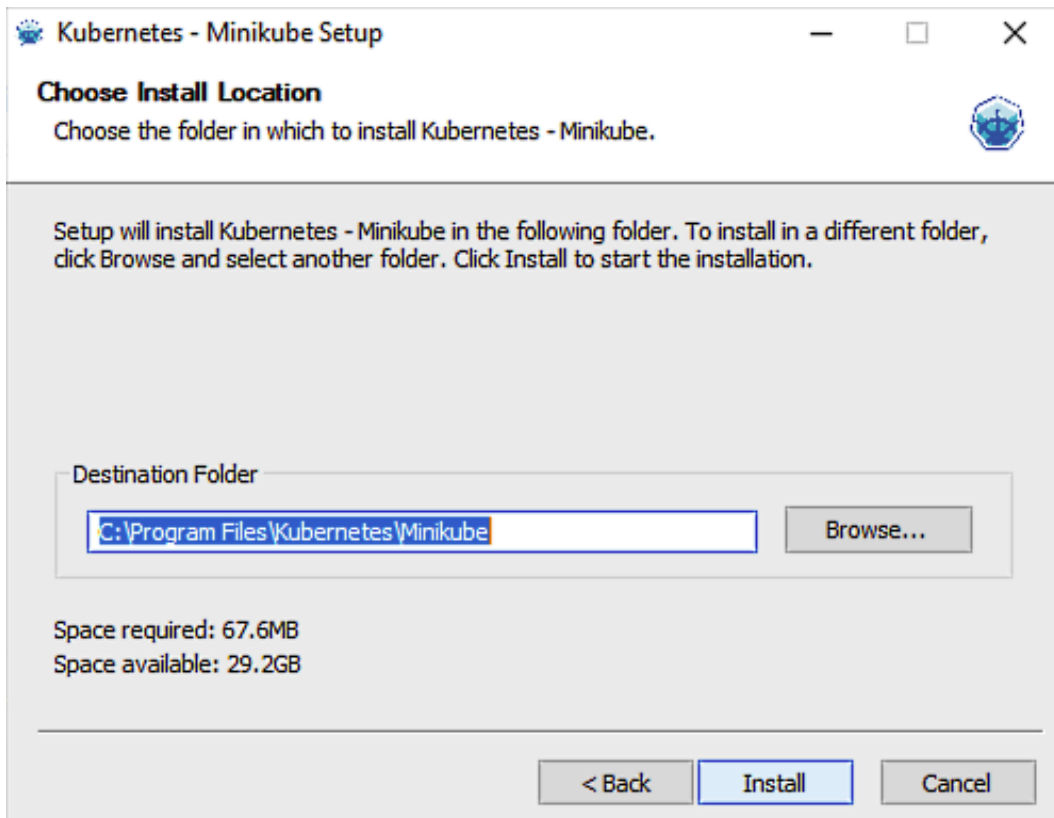 Kubernetes - Minikube Setup
Choose Install Location
Choose the folder in which to install Kubernetes - Minikube.
Setup will install Kubernetes - Minikube in the following folder. To install in a different folder,
click Browse and select another folder. Click Install to start the installation.
Destination Folder
C:\Program Files\Kubernetes\Minikube
Browse...
Space required: 67.6MB
Space available: 29.2GB
< Back
Install
Cancel